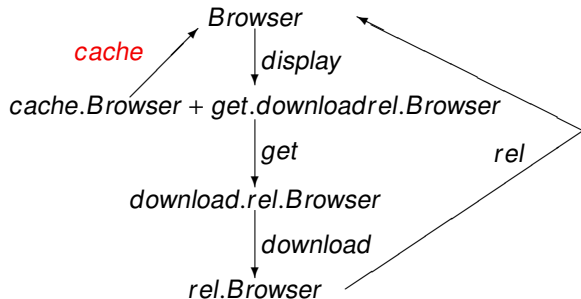 Browser
cache
display
cache.Browser + get.downloadrel.Browser
get
rel
download.rel.Browser
download
rel.Browser